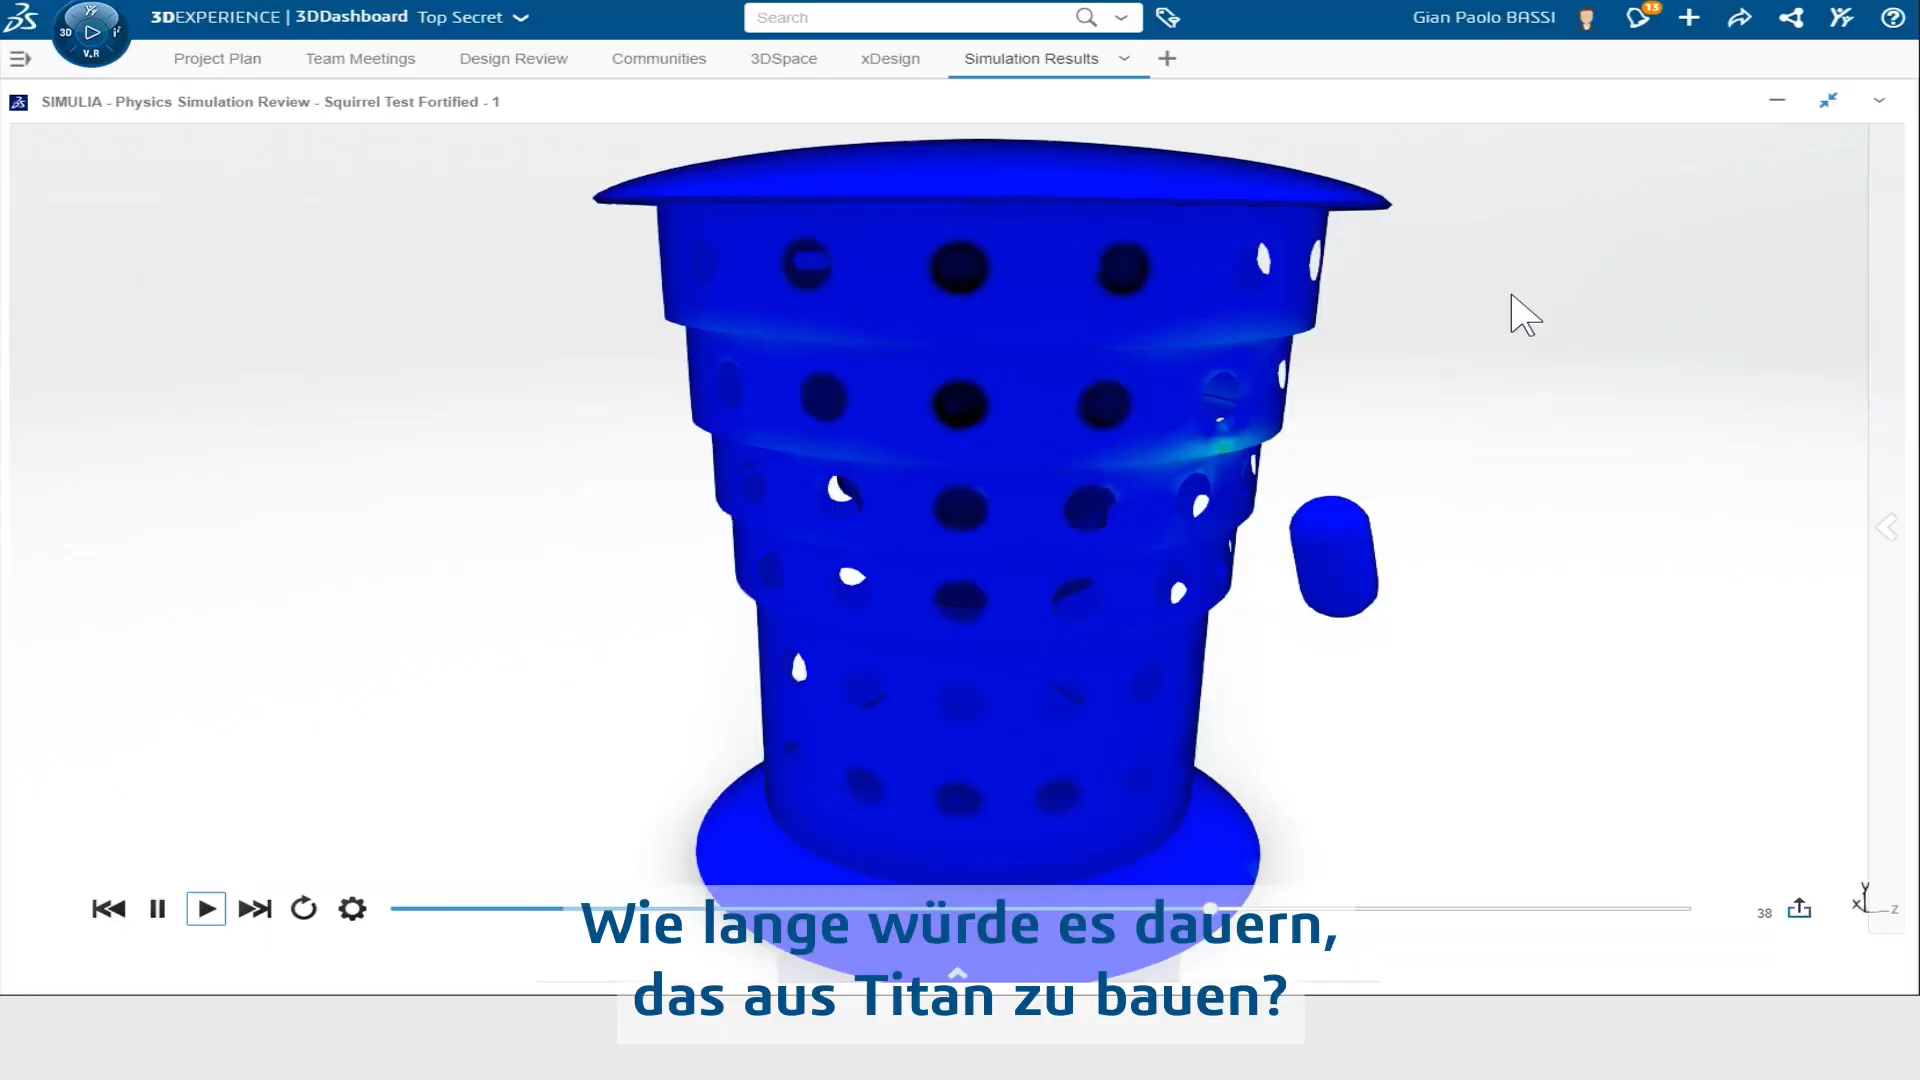 3DEXPERIENCE | 3DDashboard Top Secret
Search
Gian Paolo BASSI
13
3D
V.R
Project Plan
Team Meetings
Design Review
Communities
3DSpace
xDesign
Simulation Results
SIMULIA - Physics Simulation Review - Squirrel Test Fortified - 1
38
y
x
z
Wie lange würde es dauern,
das aus Titan zu bauen?